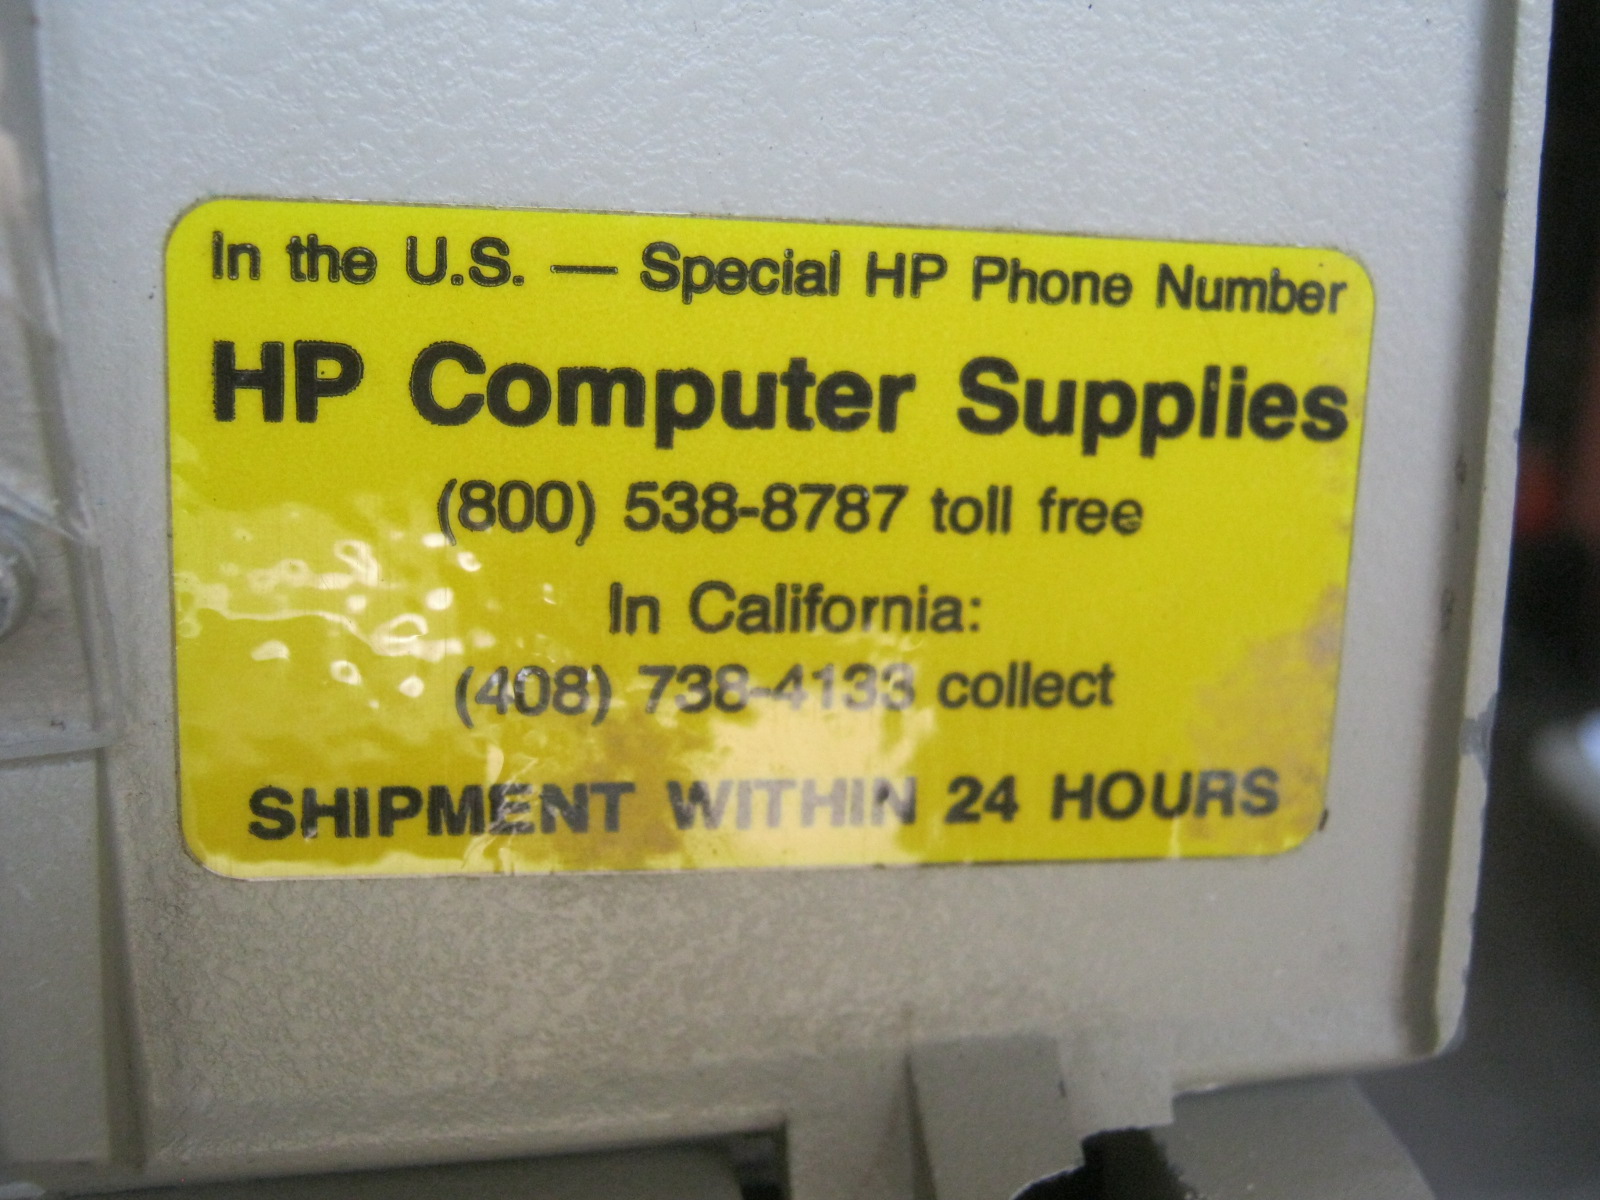 In the U.S. — Special HP Phone Number
HP Computer Supplies
(800) 538-8787 toll free
In California:
(408) 738-4133 collect
SHIPMENT WITHIN 24 HOURS